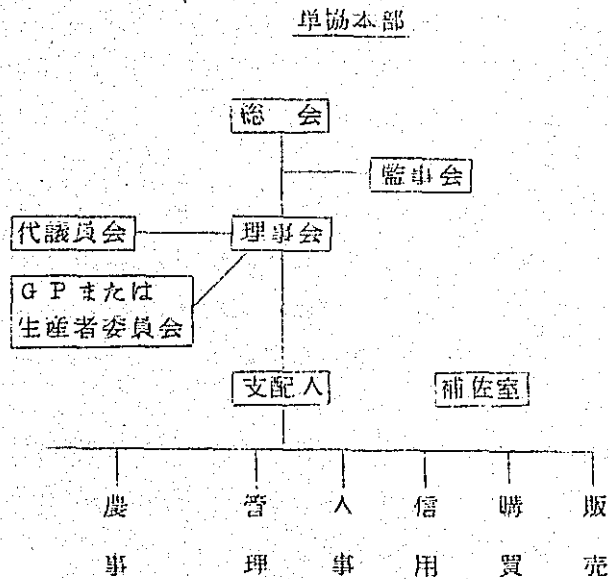 単協本部
総会
監事会
代議員会
理事会
GPまたは
生産者委員会
支配人
補佐室
農事
管理
人事
信用
購買
販売